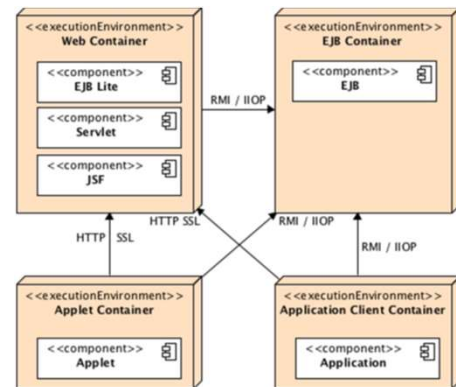 <<executionEnvironment>>
Web Container
<<component>>
EJB Lite
<<component>>
Servlet
<<component>>
JSF
RMI / IIOP
<<executionEnvironment>>
EJB Container
<<component>>
EJB
HTTP SSL
HTTP SSL
RMI / IIOP
RMI / IIOP
<<executionEnvironment>>
Applet Container
<<component>>
Applet
<<executionEnvironment>>
Application Client Container
<<component>>
Application